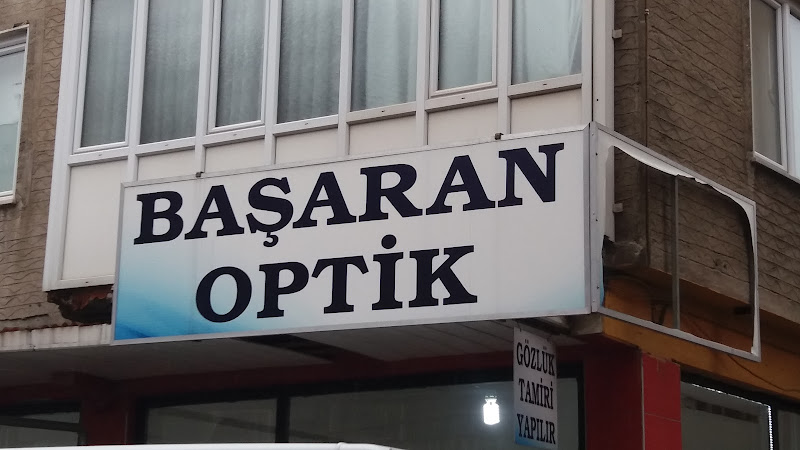 BAŞARAN
OPTİK
GÖZLÜK
TAMİRİ
YAPILIR